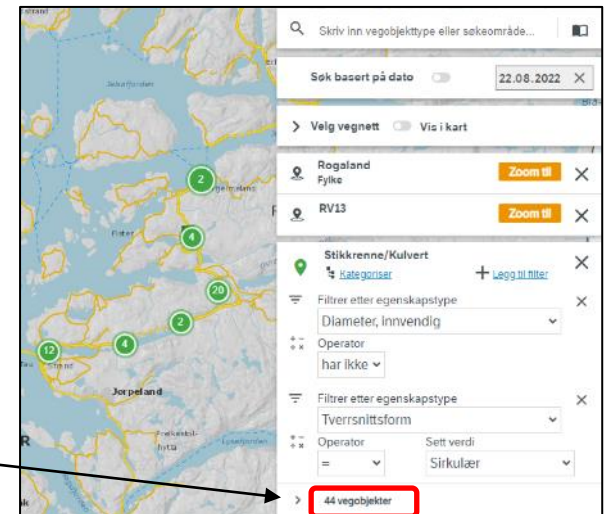 Skriv inn vegobjekttype eller søkeområde...
Søk basert på dato
22.08.2022
Velg vegnett
Vis i kart
Rogaland
Fylke
Zoom til
RV13
Zoom til
Stikkrenne/Kulvert
Kategoriser
Legg til filter
Filtrer etter egenskapstype
Diameter, innvendig
Operator
har ikke
Filtrer etter egenskapstype
Tverrsnittsform
Operator
Sett verdi
=
Sirkulær
44 vegobjekter
2
4
20
2
4
12
Jørpeland